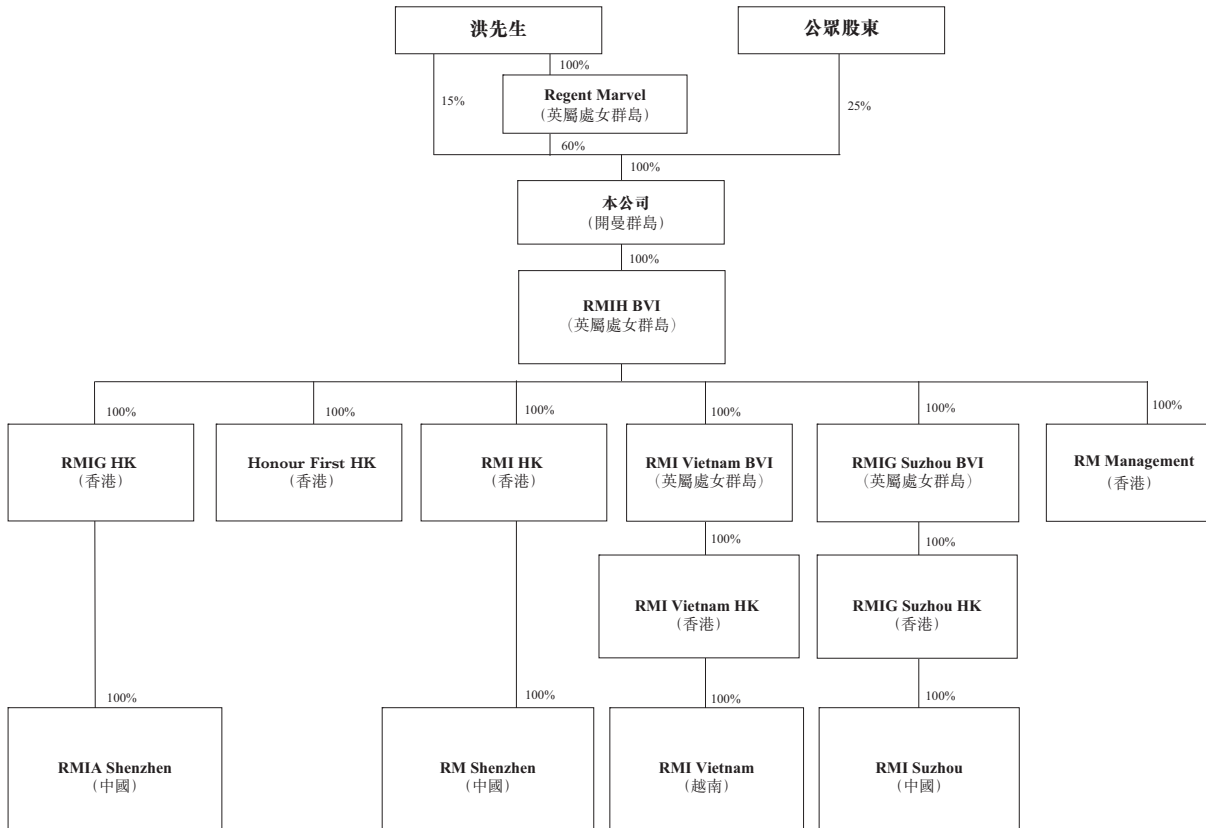 洪先生
公眾股東
100%
15%
Regent Marvel
(英屬處女群島)
25%
60%
100%
本公司
(開曼群島)
100%
RMIH BVI
(英屬處女群島)
100%
100%
100%
100%
100%
100%
RMIG HK
(香港)
Honour First HK
(香港)
RMI HK
(香港)
RMI Vietnam BVI
(英屬處女群島)
RMIG Suzhou BVI
(英屬處女群島)
RM Management
(香港)
100%
100%
RMI Vietnam HK
(香港)
RMIG Suzhou HK
(香港)
100%
100%
100%
100%
RMIA Shenzhen
(中國)
RM Shenzhen
(中國)
RMI Vietnam
(越南)
RMI Suzhou
(中國)